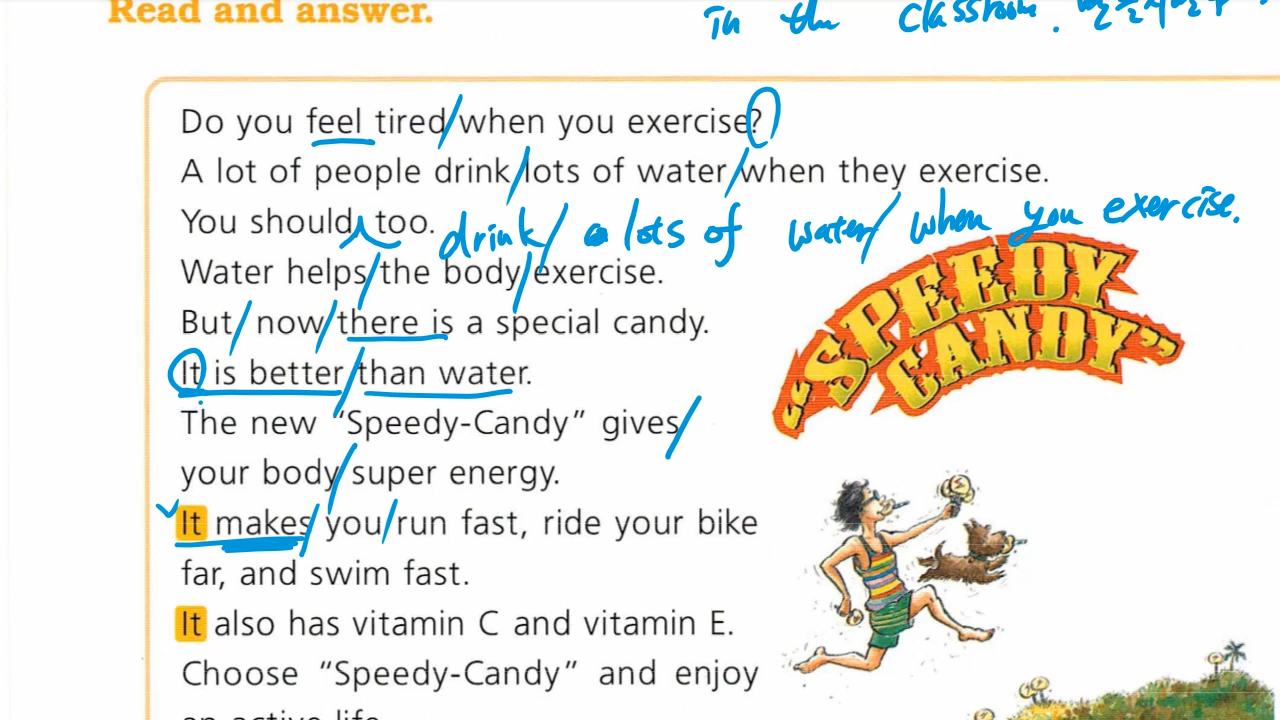 Read and answer.
in the classroom.
Do you feel tired/when you exercise?
A lot of people drink/lots of water/when they exercise.
You should too. drink/ lots of water/ when you exercise.
Water helps/the body/exercise.
But/now/there is a special candy.
It is better/than water.
The new "Speedy-Candy" gives/
your body/super energy.
It makes/you/run fast, ride your bike
far, and swim fast.
It also has vitamin C and vitamin E.
Choose "Speedy-Candy" and enjoy
an active life.
"SPEEDY
CANDY"